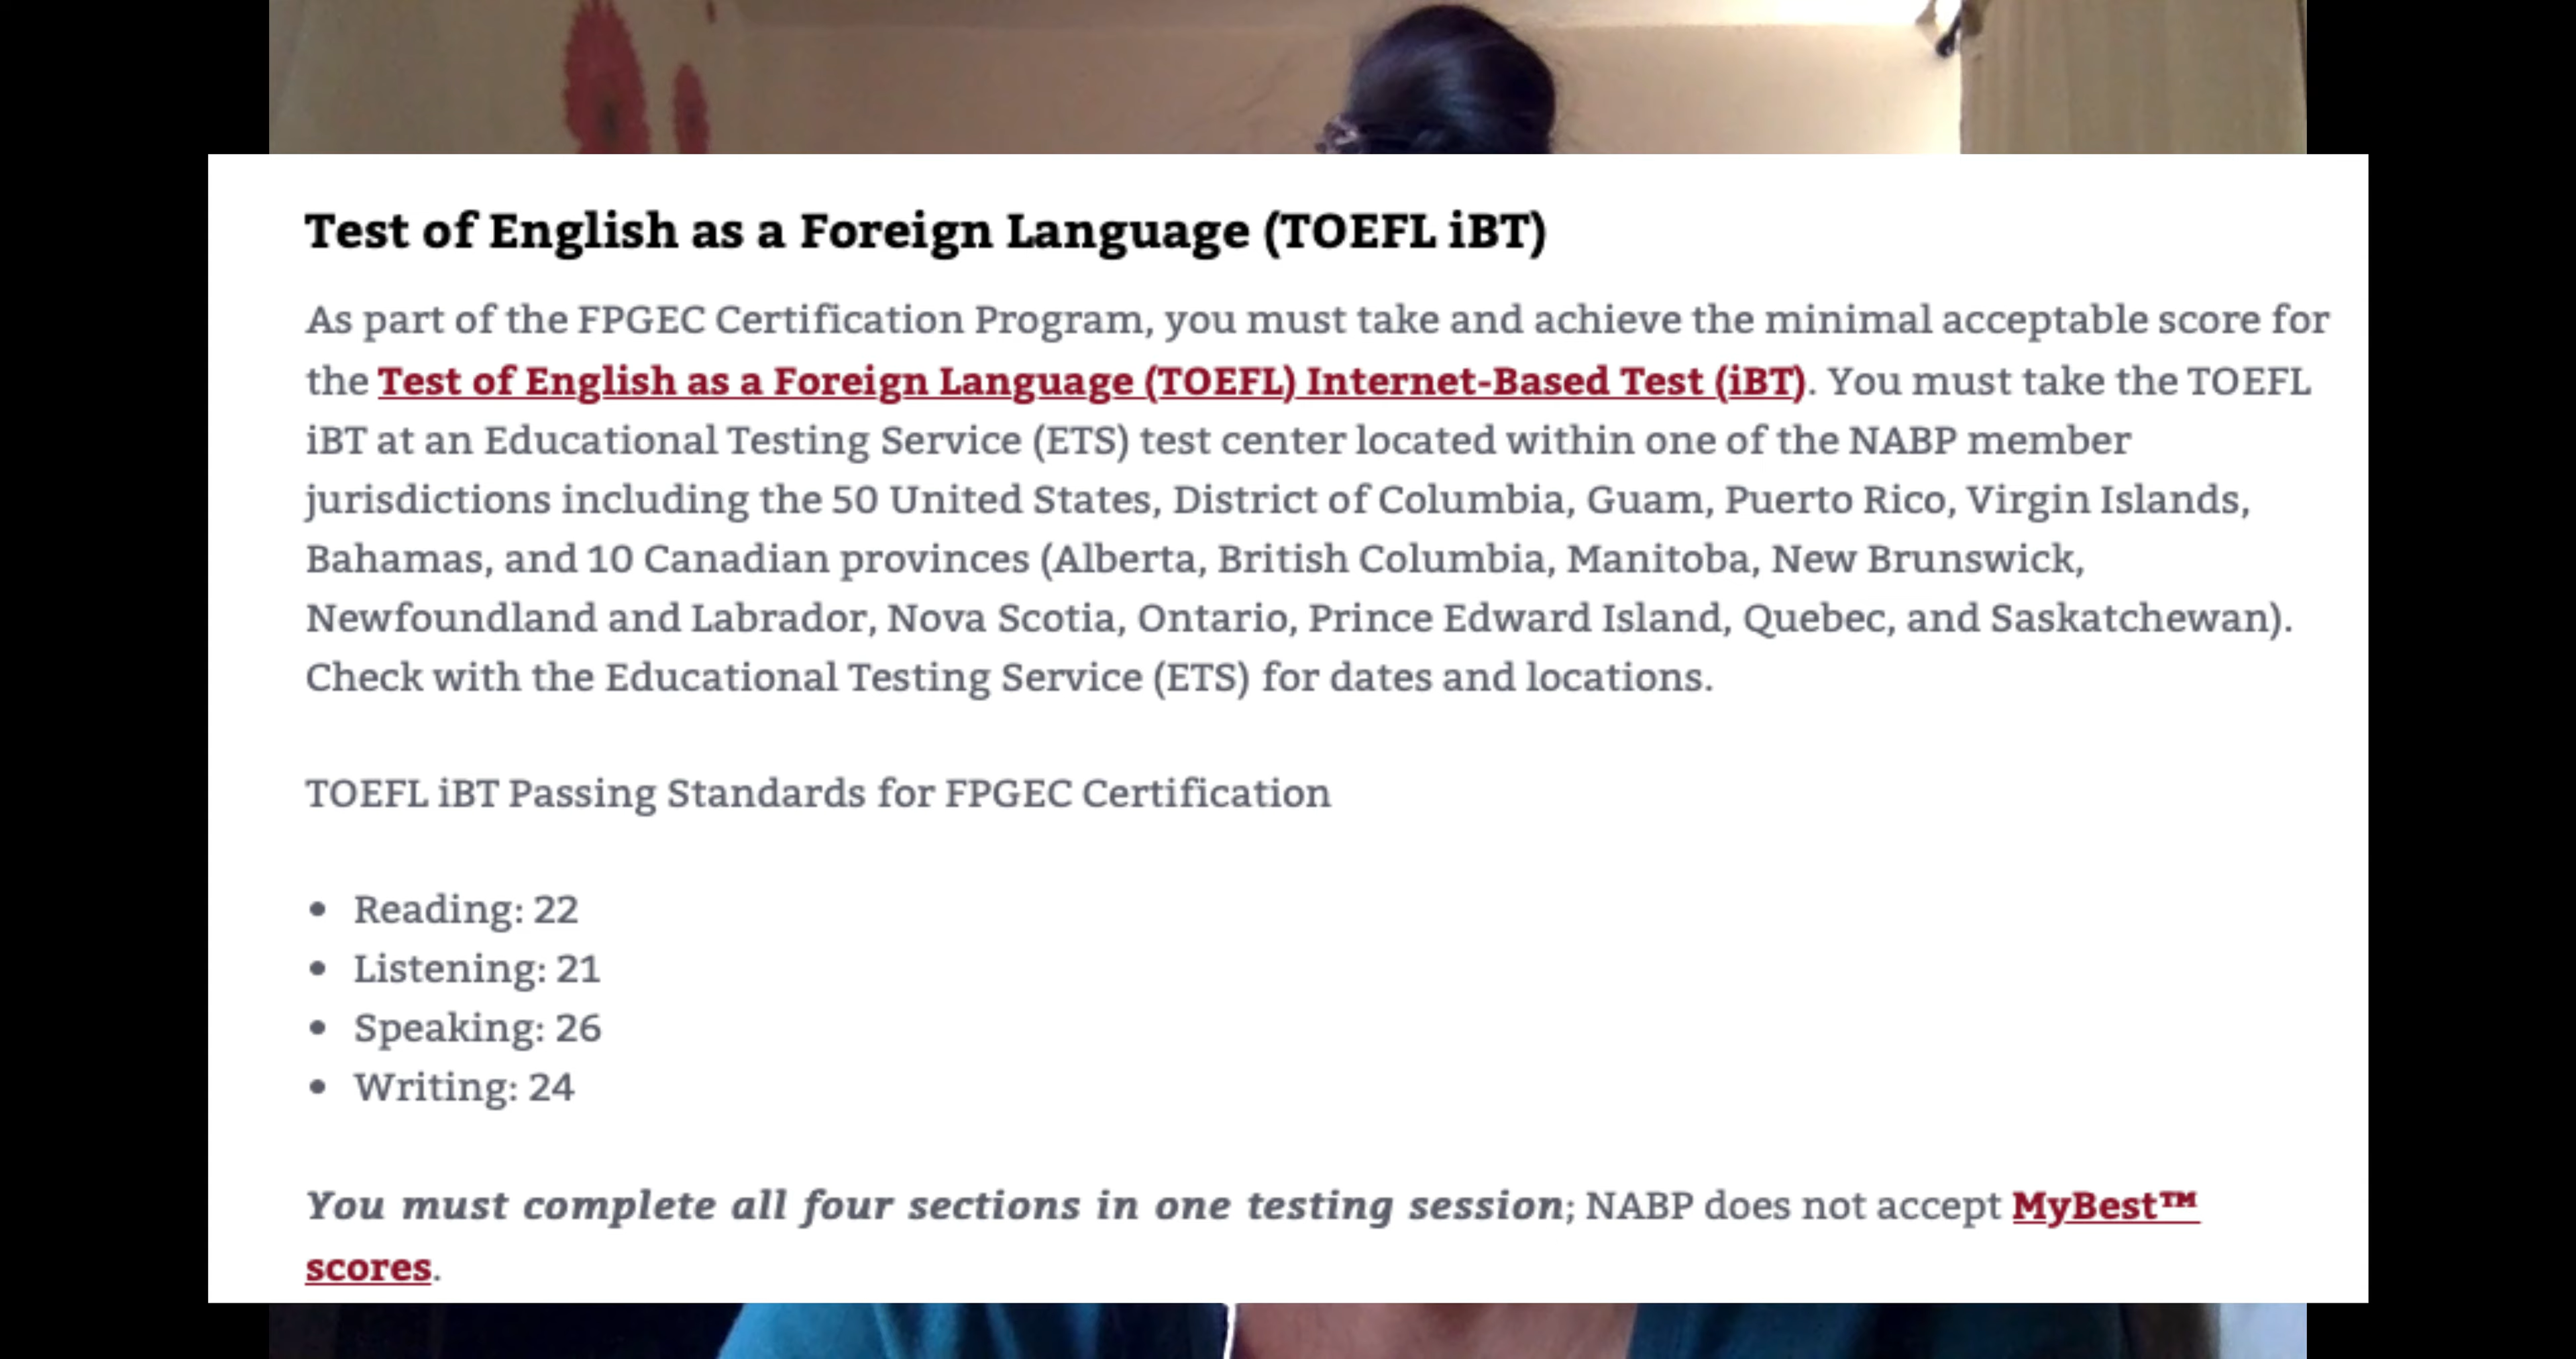 Test of English as a Foreign Language (TOEFL iBT)
As part of the FPGEC Certification Program, you must take and achieve the minimal acceptable score for
the Test of English as a Foreign Language (TOEFL) Internet-Based Test (iBT). You must take the TOEFL
iBT at an Educational Testing Service (ETS) test center located within one of the NABP member
jurisdictions including the 50 United States, District of Columbia, Guam, Puerto Rico, Virgin Islands,
Bahamas, and 10 Canadian provinces (Alberta, British Columbia, Manitoba, New Brunswick,
Newfoundland and Labrador, Nova Scotia, Ontario, Prince Edward Island, Quebec, and Saskatchewan).
Check with the Educational Testing Service (ETS) for dates and locations.
TOEFL iBT Passing Standards for FPGEC Certification
• Reading: 22
• Listening: 21
• Speaking: 26
• Writing: 24
You must complete all four sections in one testing session; NABP does not accept MyBest™
scores.